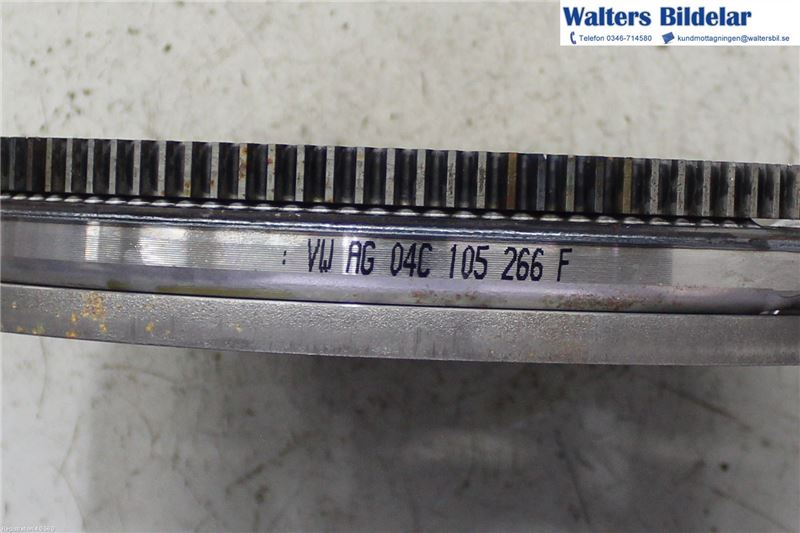 Walters Bildelar
Telefon 0346-714580 kundmottagningen@waltersbil.se
: VW AG 04C 105 266 F